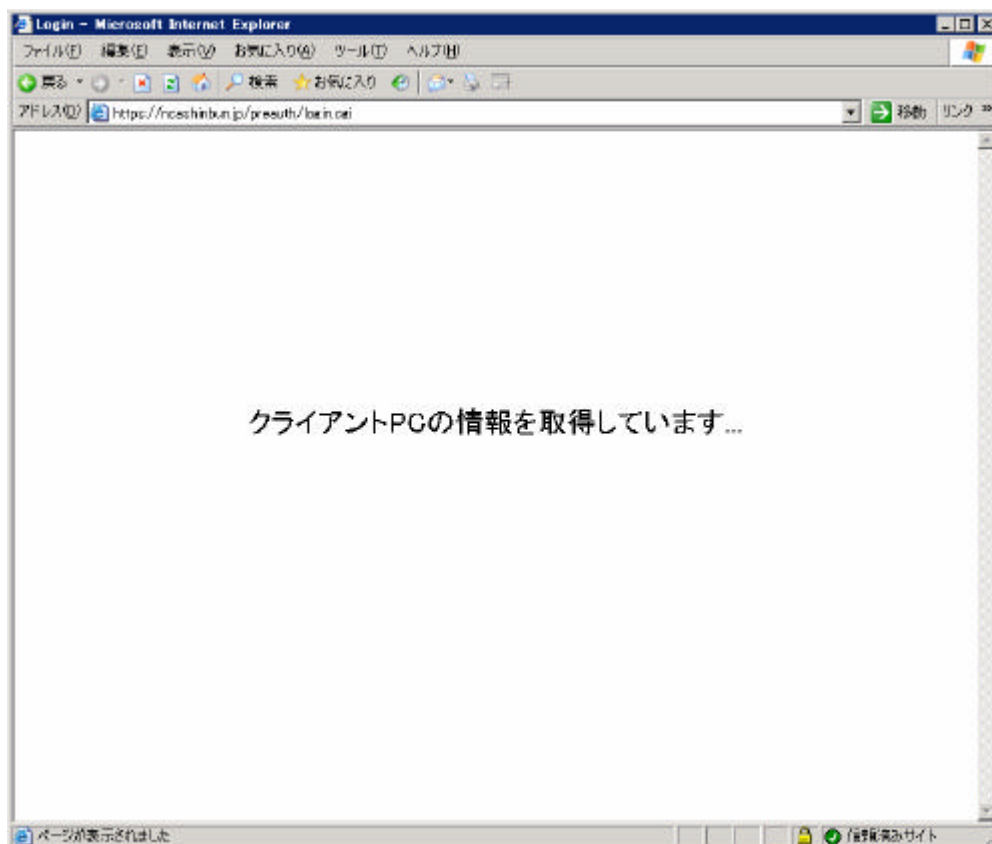 Login - Microsoft Internet Explorer
ファイル(F) 編集(E) 表示(V) お気に入り(A) ツール(T) ヘルプ(H)
戻る 検索 お気に入り
アドレス(D) 移動 リンク »
クライアントPCの情報を取得しています...
ページが表示されました 信頼済みサイト